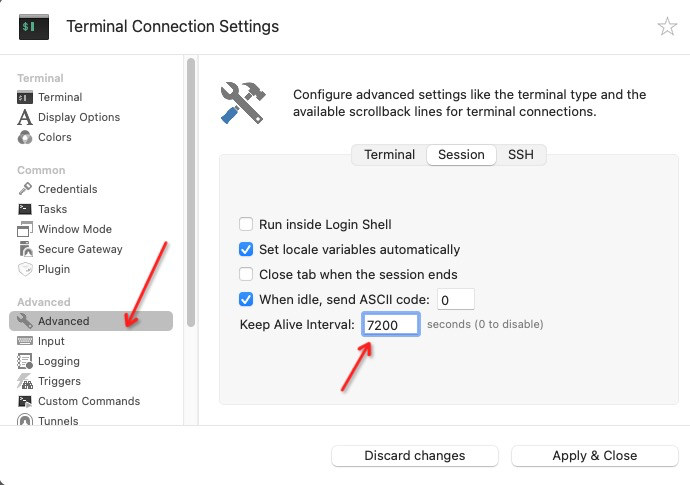 Terminal Connection Settings
Terminal
Terminal
Display Options
Colors
Common
Credentials
Tasks
Window Mode
Secure Gateway
Plugin
Advanced
Advanced
Input
Logging
Triggers
Custom Commands
Tunnels
Configure advanced settings like the terminal type and the
available scrollback lines for terminal connections.
Terminal Session SSH
Run inside Login Shell
Set locale variables automatically
Close tab when the session ends
When idle, send ASCII code: 0
Keep Alive Interval: 7200 seconds (0 to disable)
Discard changes Apply & Close